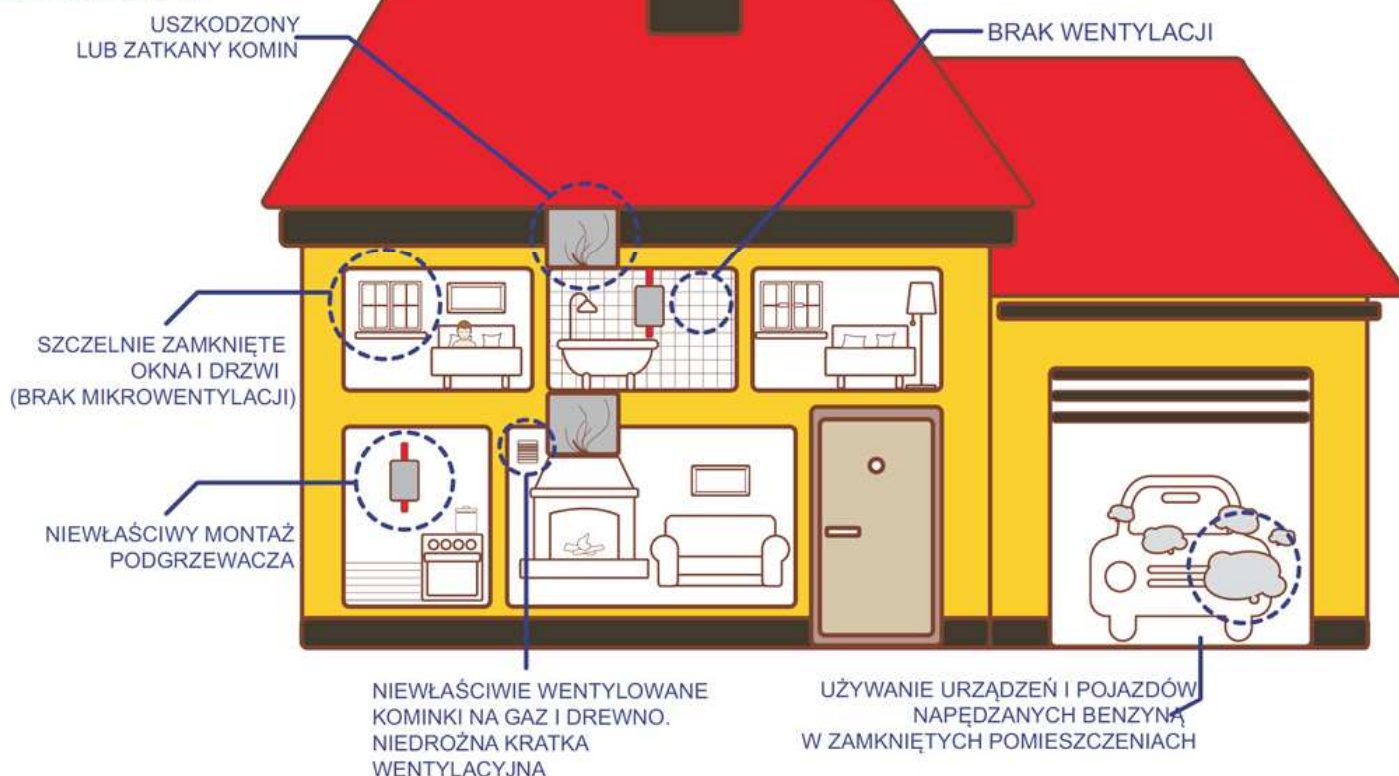 USZKODZONY
LUB ZATKANY KOMIN
BRAK WENTYLACJI
SZCZELNIE ZAMKNIĘTE
OKNA I DRZWI
(BRAK MIKROWENTYLACJI)
NIEWŁAŚCIWY MONTAŻ
PODGRZEWACZA
NIEWŁAŚCIWIE WENTYLOWANE
KOMINKI NA GAZ I DREWNO.
NIEDROŻNA KRATKA
WENTYLACYJNA
UŻYWANIE URZĄDZEŃ I POJAZDÓW
NAPĘDZANYCH BENZYNĄ
W ZAMKNIĘTYCH POMIESZCZENIACH